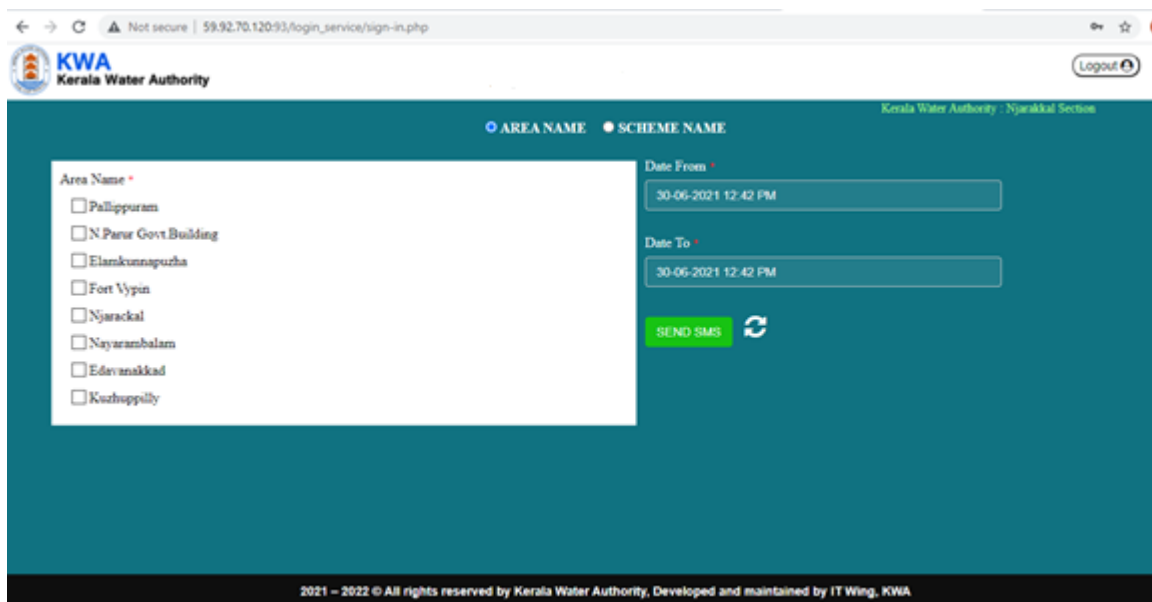 Not secure | 59.92.70.120:93/login_service/sign-in.php
KWA
Kerala Water Authority
Logout
Kerala Water Authority : Njarakkal Section
AREA NAME SCHEME NAME
Area Name *
Pallippuram
N.Parur Govt.Building
Elamkunnapuzha
Fort Vypin
Njarackal
Nayarambalam
Edavanakkad
Kuzhuppilly
Date From *
30-06-2021 12:42 PM
Date To *
30-06-2021 12:42 PM
SEND SMS
2021 – 2022 © All rights reserved by Kerala Water Authority, Developed and maintained by IT Wing, KWA